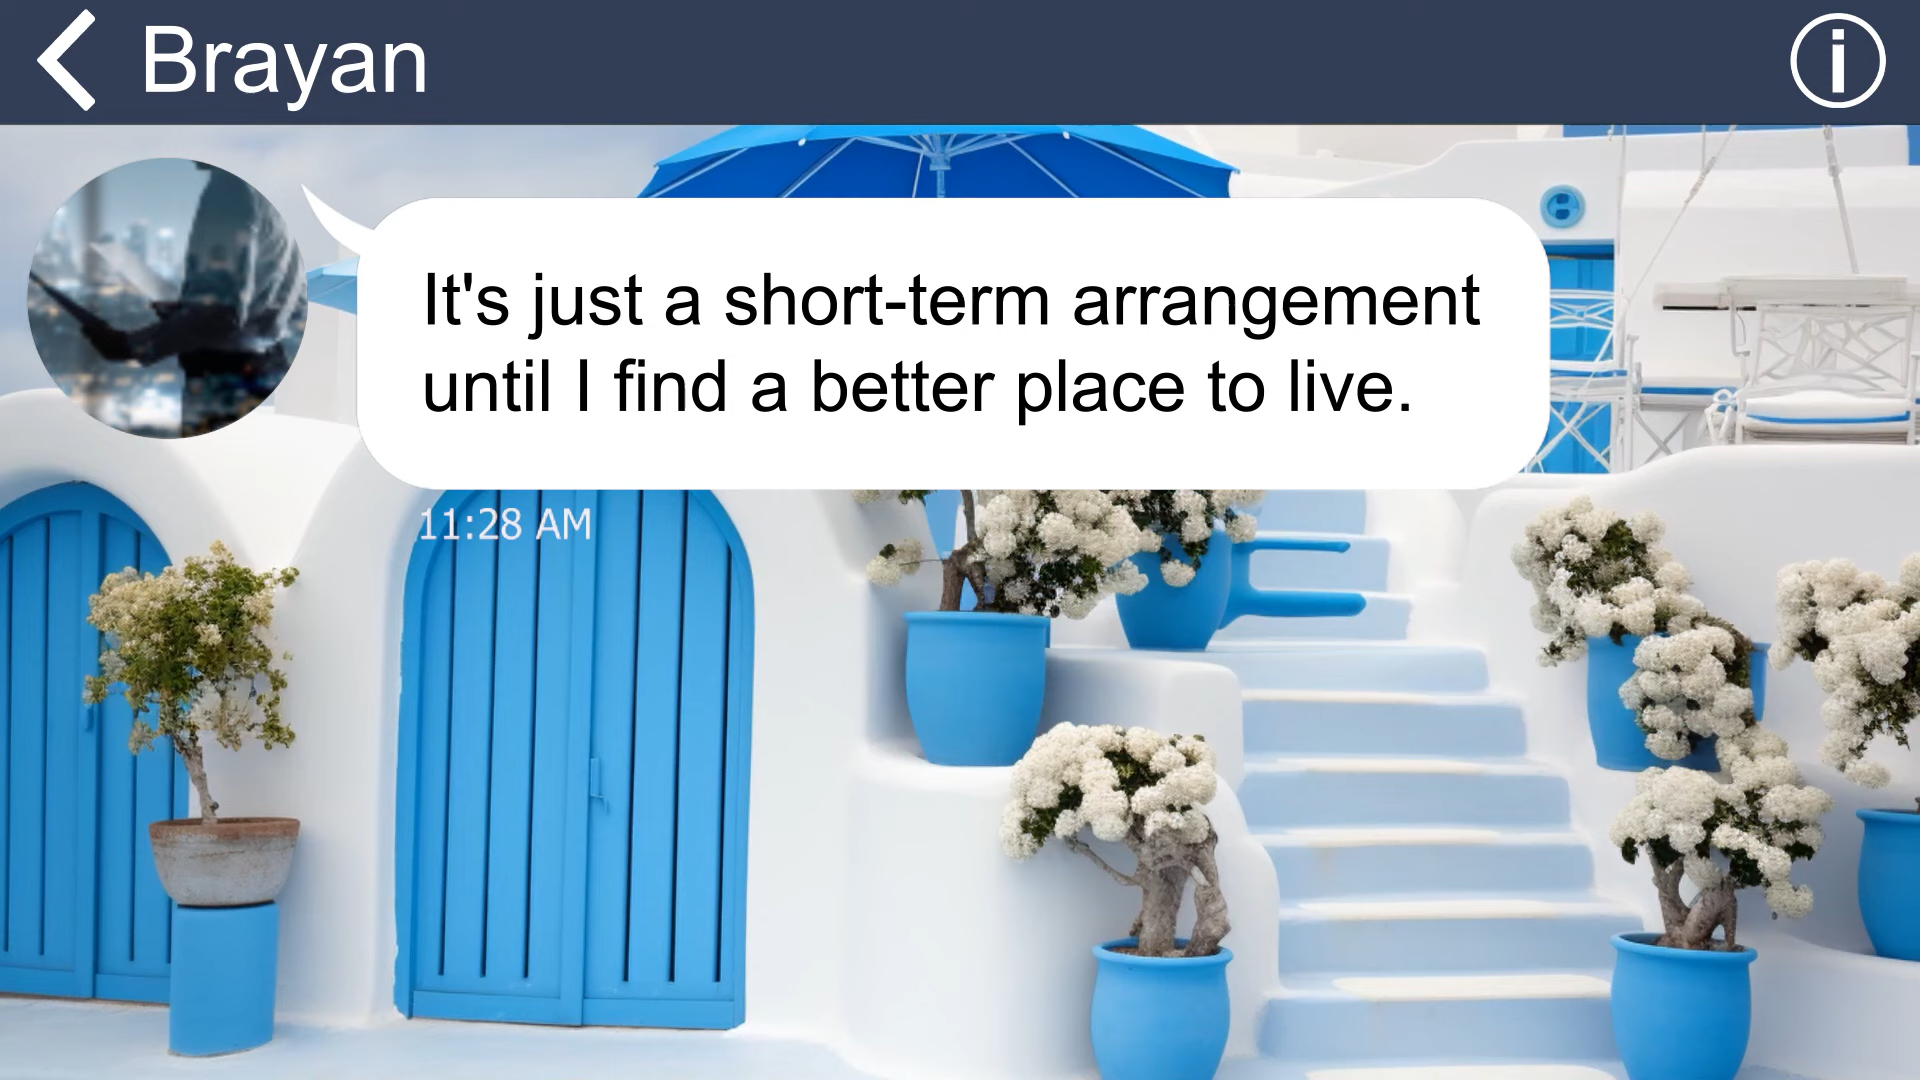 Brayan
It's just a short-term arrangement
until I find a better place to live.
11:28 AM